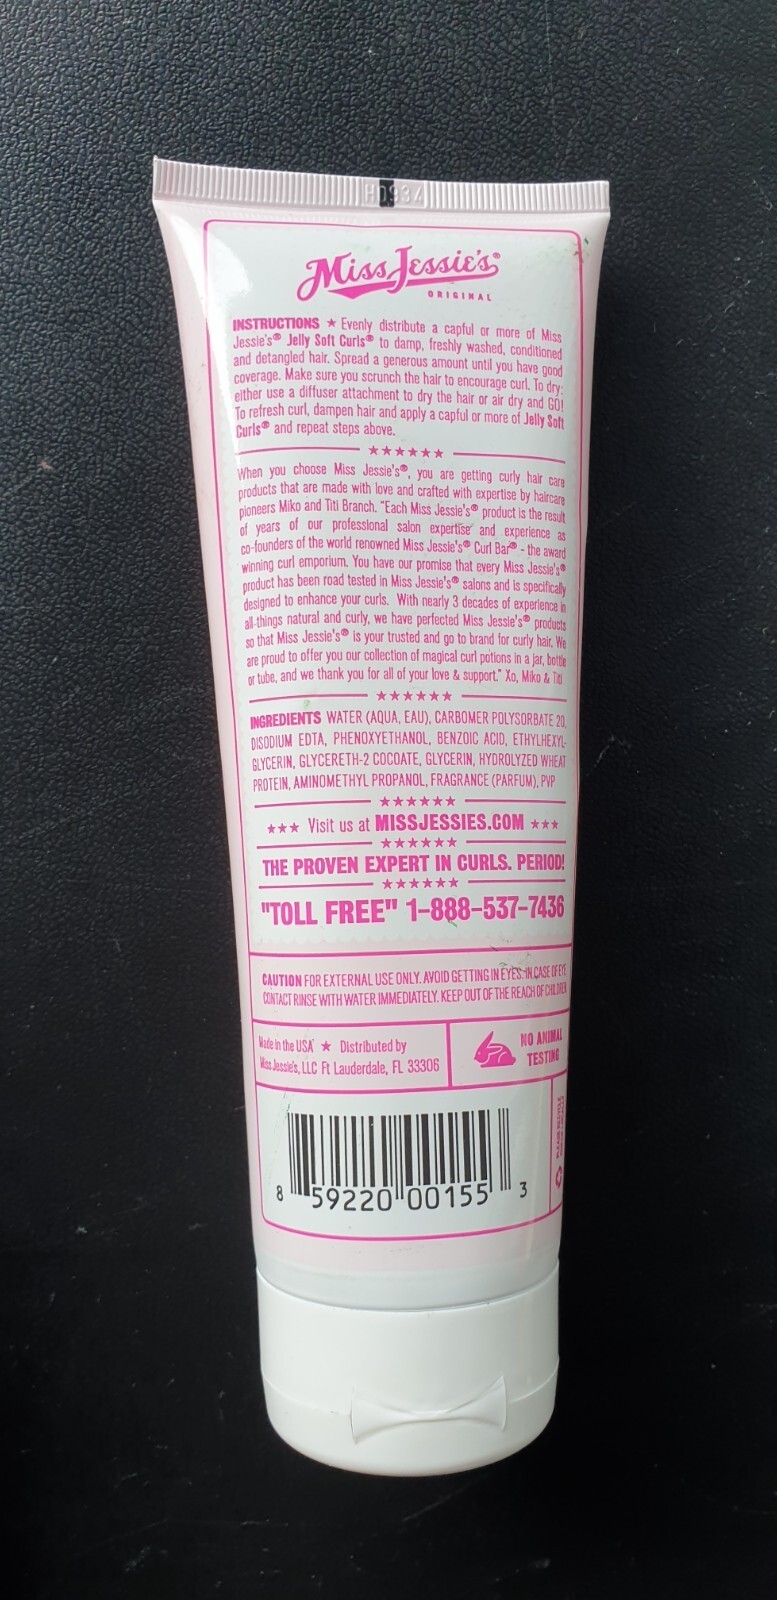 H0934
Miss Jessie's®
ORIGINAL
INSTRUCTIONS ★ Evenly distribute a capful or more of Miss
Jessie's® Jelly Soft Curls® to damp, freshly washed, conditioned
and detangled hair. Spread a generous amount until you have good
coverage. Make sure you scrunch the hair to encourage curl. To dry:
either use a diffuser attachment to dry the hair or air dry and GO!
To refresh curl, dampen hair and apply a capful or more of Jelly Soft
Curls® and repeat steps above.
★★★★★★
When you choose Miss Jessie's®, you are getting curly hair care
products that are made with love and crafted with expertise by haircare
pioneers Miko and Titi Branch. "Each Miss Jessie's® product is the result
of years of our professional salon expertise and experience as
co-founders of the world renowned Miss Jessie's® Curl Bar® - the award
winning curl emporium. You have our promise that every Miss Jessie's®
product has been road tested in Miss Jessie's® salons and is specifically
designed to enhance your curls. With nearly 3 decades of experience in
all-things natural and curly, we have perfected Miss Jessie's® products
so that Miss Jessie's® is your trusted and go to brand for curly hair. We
are proud to offer you our collection of magical curl potions in a jar, bottle
or tube, and we thank you for all of your love & support." Xo, Miko & Titi
★★★★★★
INGREDIENTS WATER (AQUA, EAU), CARBOMER POLYSORBATE 20,
DISODIUM EDTA, PHENOXYETHANOL, BENZOIC ACID, ETHYLHEXYL-
GLYCERIN, GLYCERETH-2 COCOATE, GLYCERIN, HYDROLYZED WHEAT
PROTEIN, AMINOMETHYL PROPANOL, FRAGRANCE (PARFUM), PVP
★★★★★★
★★★ Visit us at MISSJESSIES.COM ★★★
★★★★★★
THE PROVEN EXPERT IN CURLS. PERIOD!
★★★★★★
"TOLL FREE" 1-888-537-7436
CAUTION FOR EXTERNAL USE ONLY. AVOID GETTING IN EYES. IN CASE OF EYE
CONTACT RINSE WITH WATER IMMEDIATELY. KEEP OUT OF THE REACH OF CHILDREN
Made in the USA ★ Distributed by
Miss Jessie's, LLC Ft Lauderdale, FL 33306
NO ANIMAL
TESTING
PLEASE RECYCLE
8 59220 00155 3